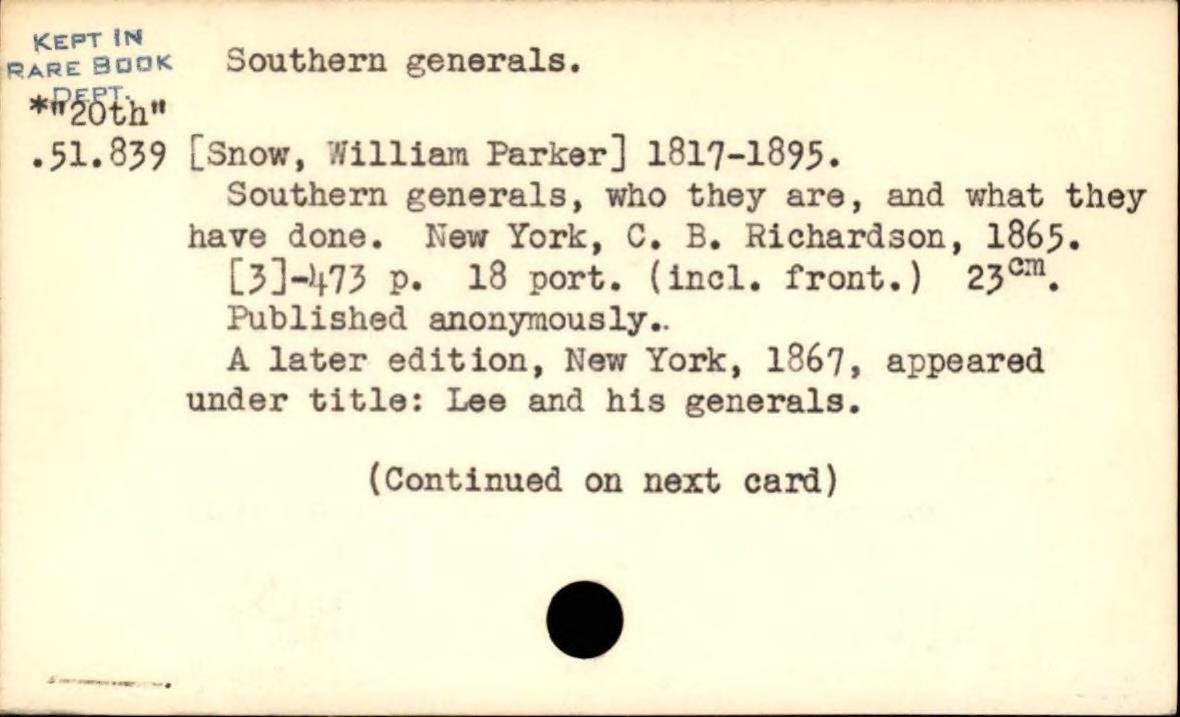 KEPT IN
RARE BOOK
DEPT.
Southern generals.
*"20th"
.51.839 [Snow, William Parker] 1817-1895.
Southern generals, who they are, and what they
have done. New York, C. B. Richardson, 1865.
[3]-473 p. 18 port. (incl. front.) 23cm.
Published anonymously..
A later edition, New York, 1867, appeared
under title: Lee and his generals.
(Continued on next card)